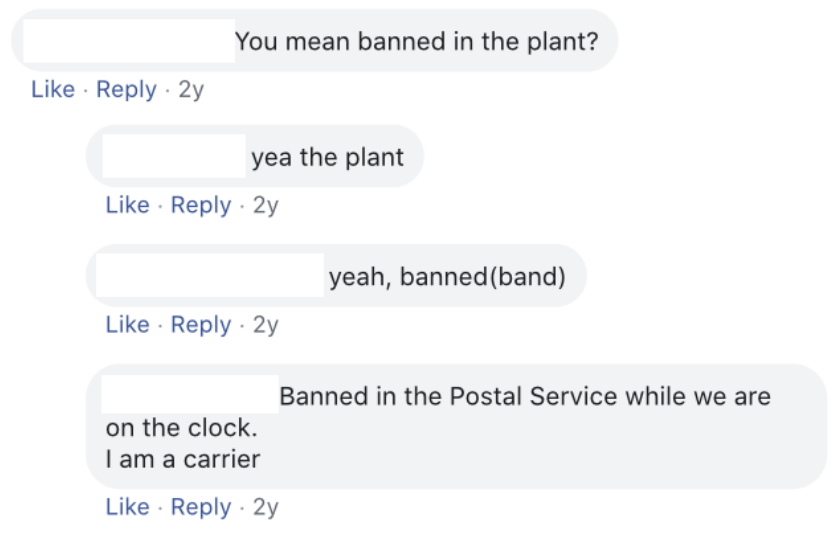 You mean banned in the plant?
Like · Reply · 2y
yea the plant
Like · Reply · 2y
yeah, banned(band)
Like · Reply · 2y
Banned in the Postal Service while we are
on the clock.
I am a carrier
Like · Reply · 2y